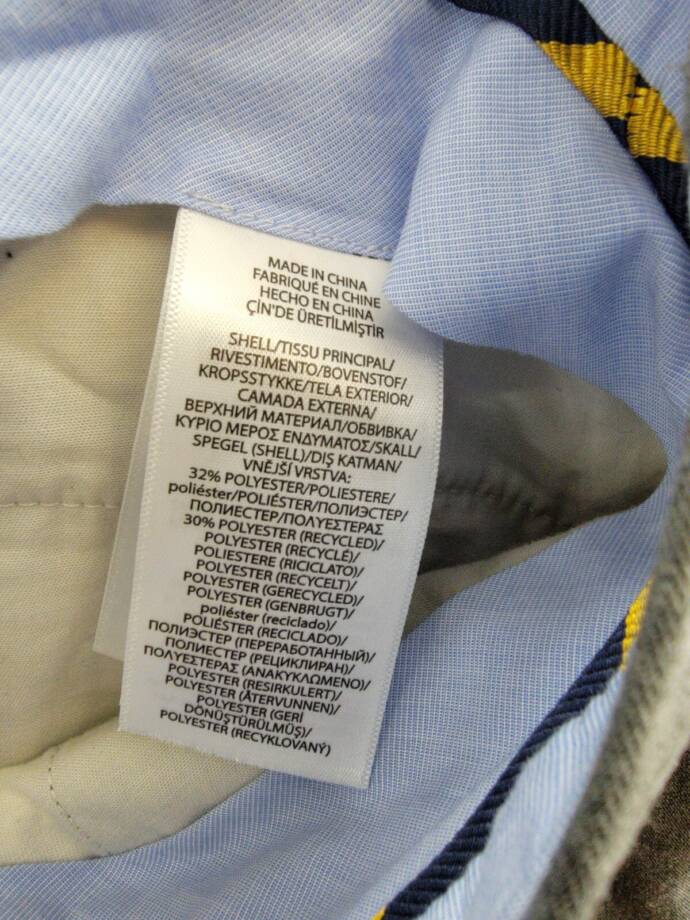 MADE IN CHINA
FABRIQUÉ EN CHINE
HECHO EN CHINA
ÇİN'DE ÜRETİLMİŞTİR
SHELL/TISSU PRINCIPAL/
RIVESTIMENTO/BOVENSTOF/
KROPSSTYKKE/TELA EXTERIOR/
CAMADA EXTERNA/
ВЕРХНИЙ МАТЕРИАЛ/ОБВИВКА/
ΚΥΡΙΟ ΜΕΡΟΣ ΕΝΔΥΜΑΤΟΣ/SKALL/
SPEGEL (SHELL)/DIŞ KATMAN/
VNĚJŠÍ VRSTVA:
32% POLYESTER/POLIESTERE/
poliéster/POLIÉSTER/ПОЛИЭСТЕР/
ПОЛИЕСТЕР/ΠΟΛΥΕΣΤΕΡΑΣ
30% POLYESTER (RECYCLED)/
POLYESTER (RECYCLÉ)/
POLIESTERE (RICICLATO)/
POLYESTER (RECYCELT)/
POLYESTER (GERECYCLED)/
POLYESTER (GENBRUGT)/
poliéster (reciclado)/
POLIÉSTER (RECICLADO)/
ПОЛИЭСТЕР (ПЕРЕРАБОТАННЫЙ)/
ПОЛИЕСТЕР (РЕЦИКЛИРАН)/
ΠΟΛΥΕΣΤΕΡΑΣ (ΑΝΑΚΥΚΛΩΜΕΝΟ)/
POLYESTER (RESIRKULERT)/
POLYESTER (ÅTERVUNNEN)/
POLYESTER (GERİ
DÖNÜŞTÜRÜLMÜŞ)/
POLYESTER (RECYKLOVANÝ)